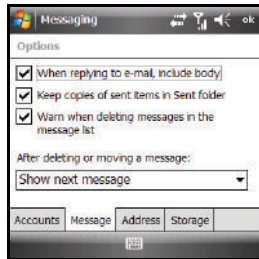 Messaging ok
Options
When replying to e-mail, include body
Keep copies of sent items in Sent folder
Warn when deleting messages in the
message list
After deleting or moving a message:
Show next message
Accounts Message Address Storage